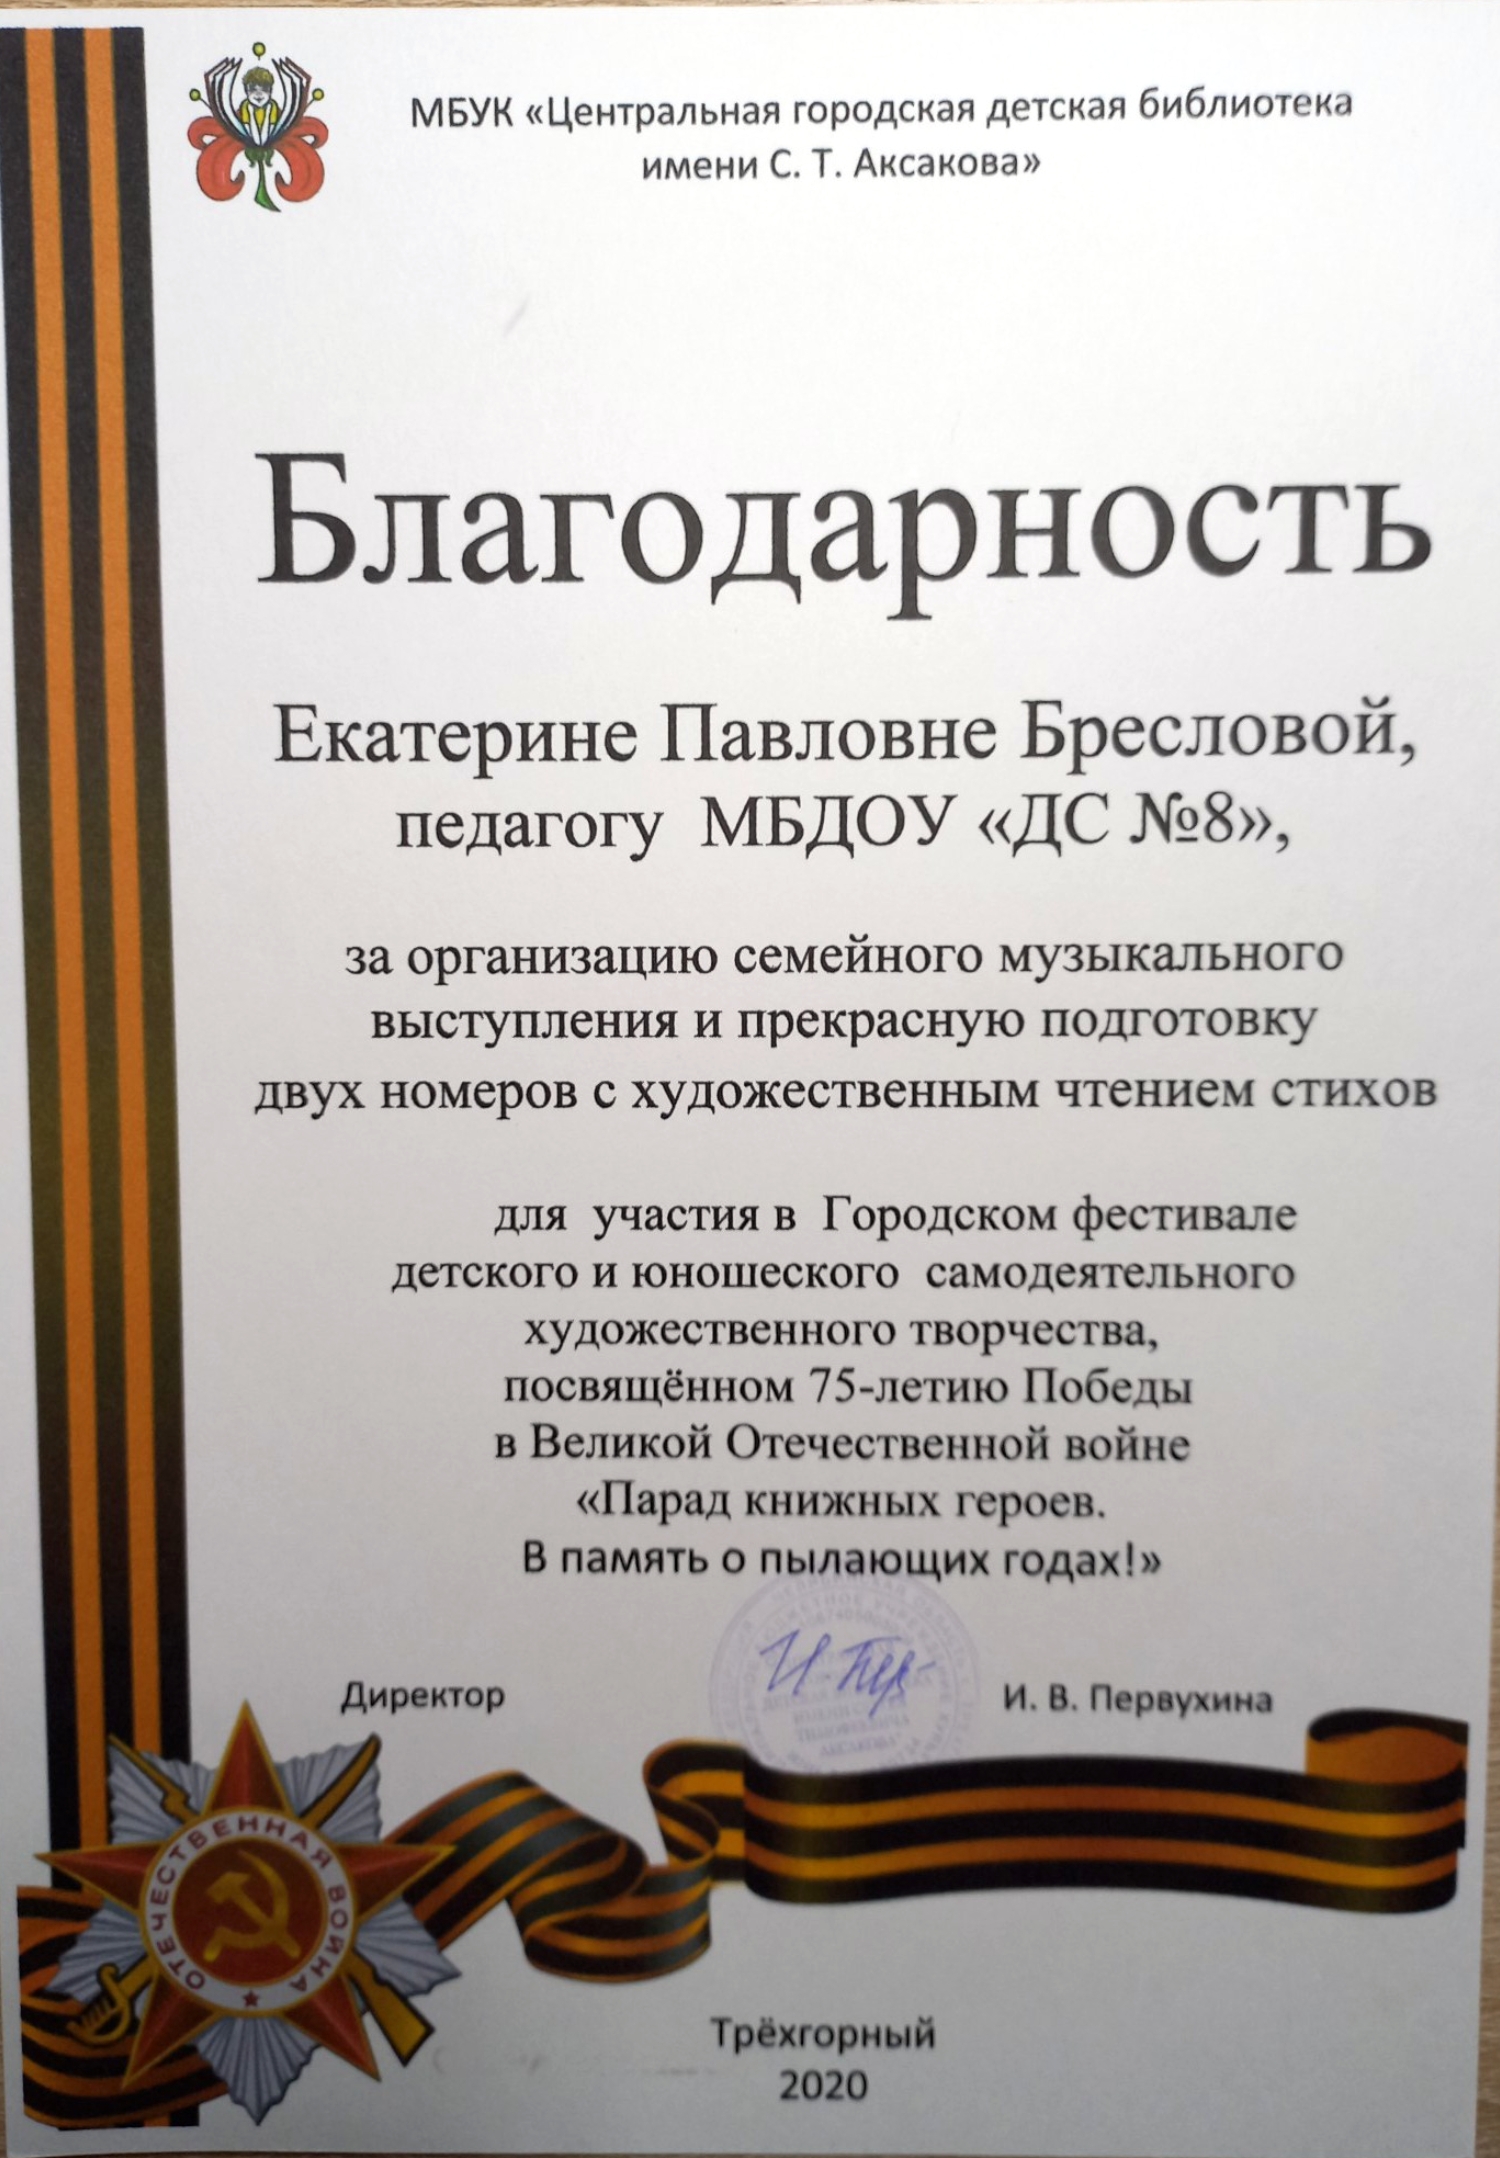 МБУК «Центральная городская детская библиотека
имени С. Т. Аксакова»
Благодарность
Екатерине Павловне Бресловой,
педагогу МБДОУ «ДС №8»,
за организацию семейного музыкального
выступления и прекрасную подготовку
двух номеров с художественным чтением стихов
для участия в Городском фестивале
детского и юношеского самодеятельного
художественного творчества,
посвящённом 75-летию Победы
в Великой Отечественной войне
«Парад книжных героев.
В память о пылающих годах!»
Директор
И. В. Первухина
ОТЕЧЕСТВЕННАЯ ВОЙНА
Трёхгорный
2020